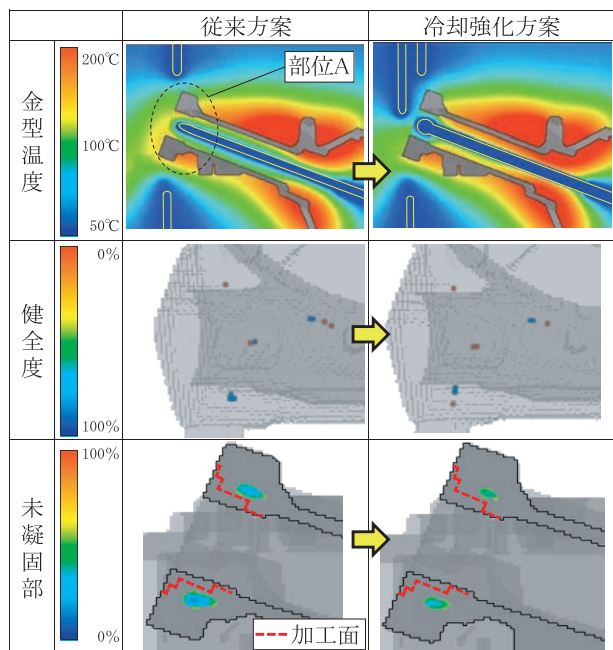 従来方案
冷却強化方案
金型温度
200℃
100℃
50℃
部位A
健全度
0%
100%
未凝固部
100%
0%
加工面